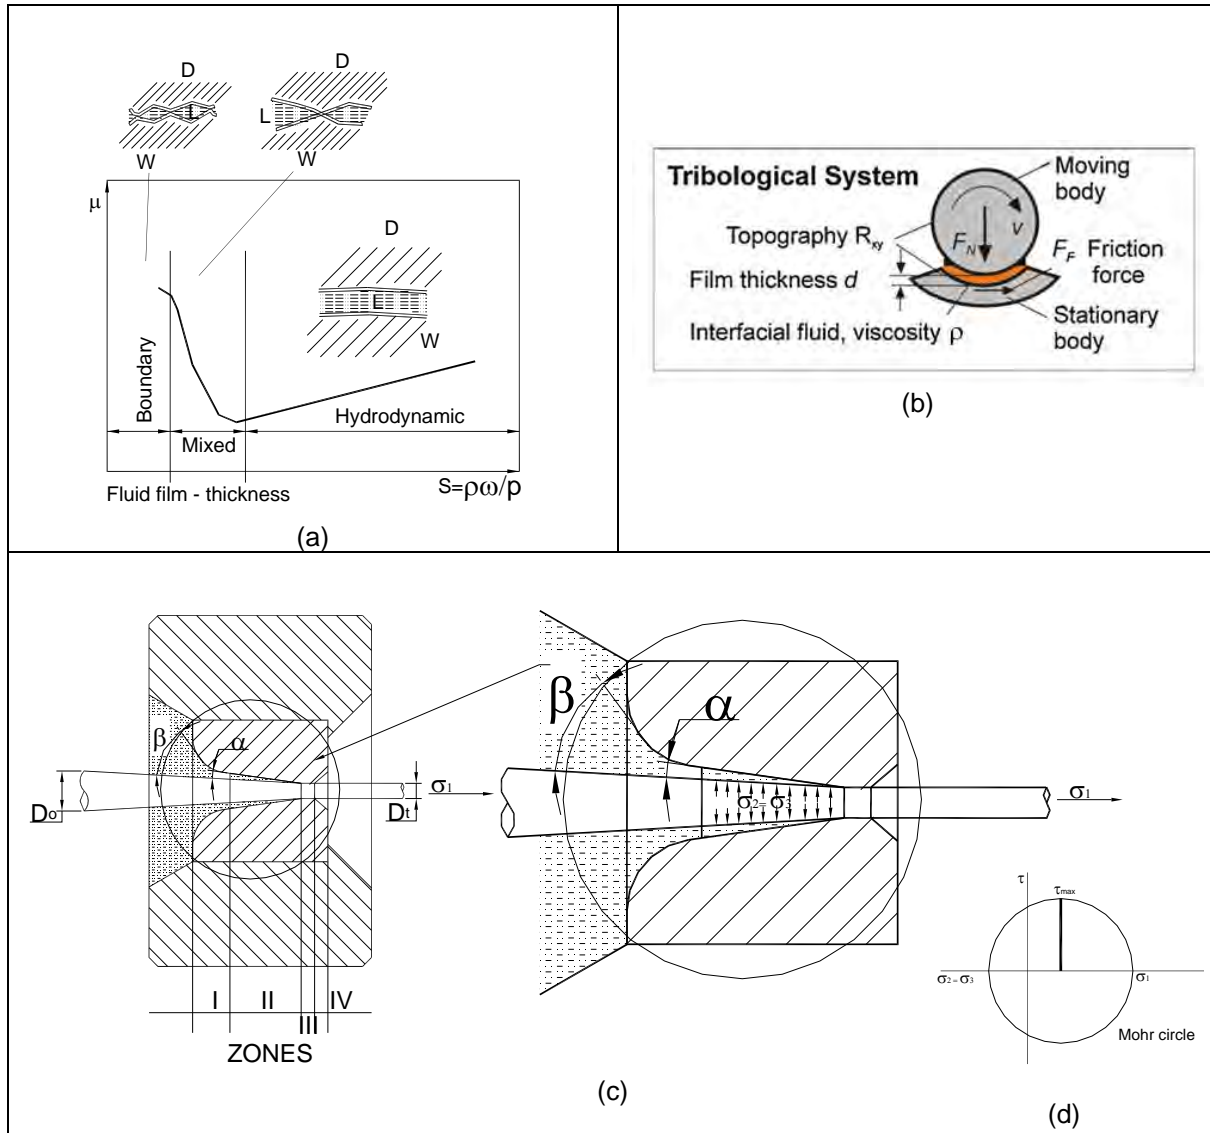 D
D
L
L
W
W
μ
D
L
W
Boundary
Mixed
Hydrodynamic
Fluid film - thickness
S=ρω/p
(a)
Tribological System
Moving
body
Topography Rxy
FN
v
Film thickness d
FF Friction
force
Interfacial fluid, viscosity ρ
Stationary
body
(b)
β
α
Do
Dt
σ1
I
II
III
IV
ZONES
β
α
σ2= σ3
σ1
(c)
τ
τmax
σ2 = σ3
σ1
Mohr circle
(d)